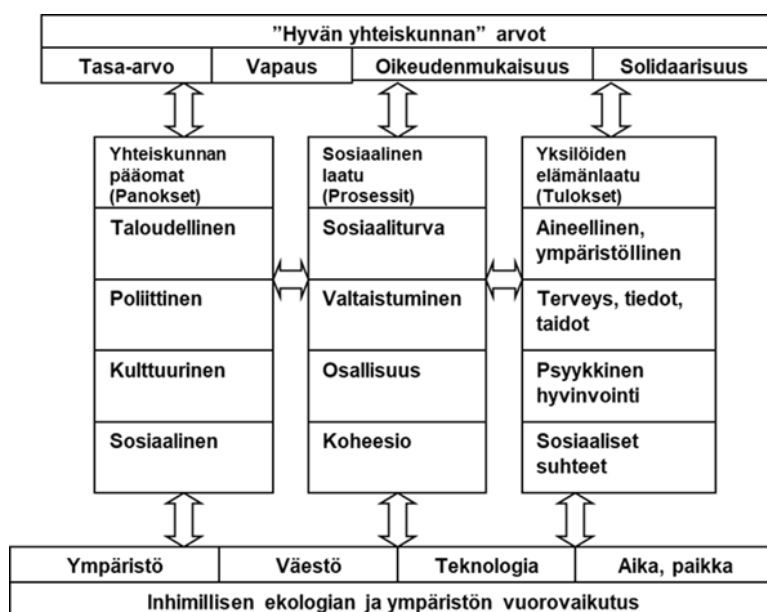 ”Hyvän yhteiskunnan” arvot
Tasa-arvo
Vapaus
Oikeudenmukaisuus
Solidaarisuus
Yhteiskunnan
pääomat
(Panokset)
Taloudellinen
Poliittinen
Kulttuurinen
Sosiaalinen
Sosiaalinen
laatu
(Prosessit)
Sosiaaliturva
Valtaistuminen
Osallisuus
Koheesio
Yksilöiden
elämänlaatu
(Tulokset)
Aineellinen,
ympäristöllinen
Terveys, tiedot,
taidot
Psyykkinen
hyvinvointi
Sosiaaliset
suhteet
Ympäristö
Väestö
Teknologia
Aika, paikka
Inhimillisen ekologian ja ympäristön vuorovaikutus